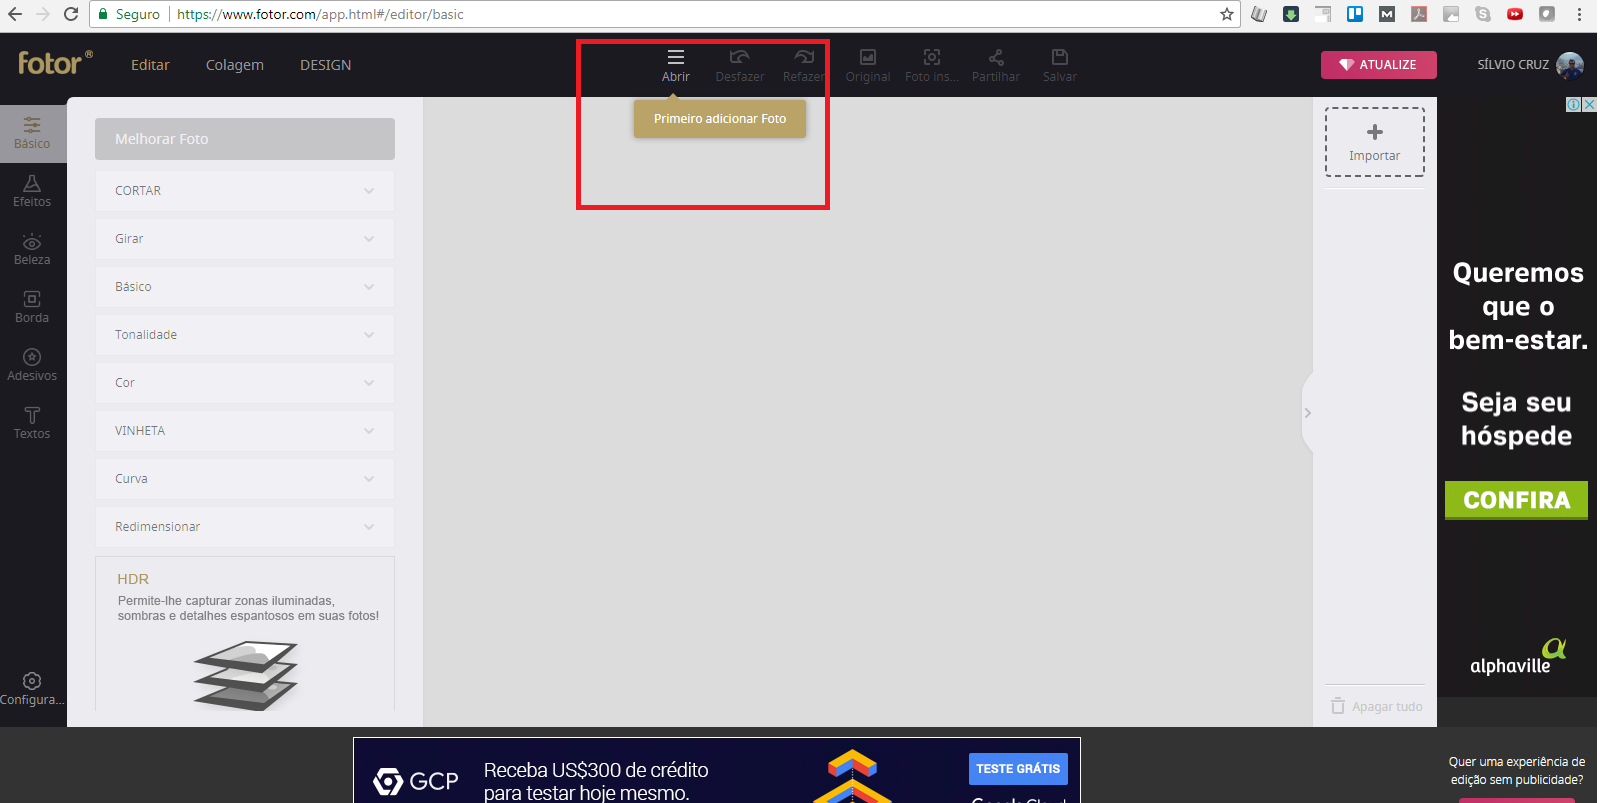 Seguro
https://www.fotor.com/app.html#/editor/basic
fotor®
Editar
Colagem
DESIGN
Abrir
Desfazer
Refazer
Original
Foto ins...
Partilhar
Salvar
ATUALIZE
SÍLVIO CRUZ
Primeiro adicionar Foto
Básico
Efeitos
Beleza
Borda
Adesivos
Textos
Configura...
Melhorar Foto
CORTAR
Girar
Básico
Tonalidade
Cor
VINHETA
Curva
Redimensionar
HDR
Permite-lhe capturar zonas iluminadas,
sombras e detalhes espantosos em suas fotos!
Importar
Apagar tudo
Queremos
que o
bem-estar.
Seja seu
hóspede
CONFIRA
alphaville
GCP
Receba US$300 de crédito
para testar hoje mesmo.
TESTE GRÁTIS
Quer uma experiência de
edição sem publicidade?